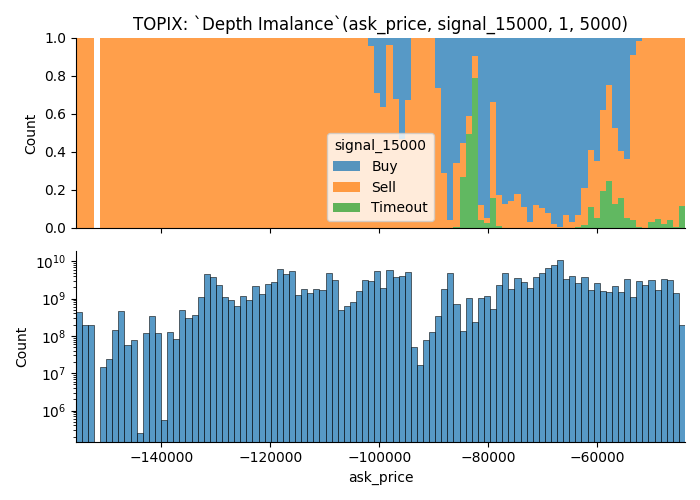 TOPIX: `Depth Imalance`(ask_price, signal_15000, 1, 5000)
1.0
0.8
0.6
0.4
0.2
0.0
Count
signal_15000
Buy
Sell
Timeout
10^10
10^9
10^8
10^7
10^6
Count
−140000
−120000
−100000
−80000
−60000
ask_price